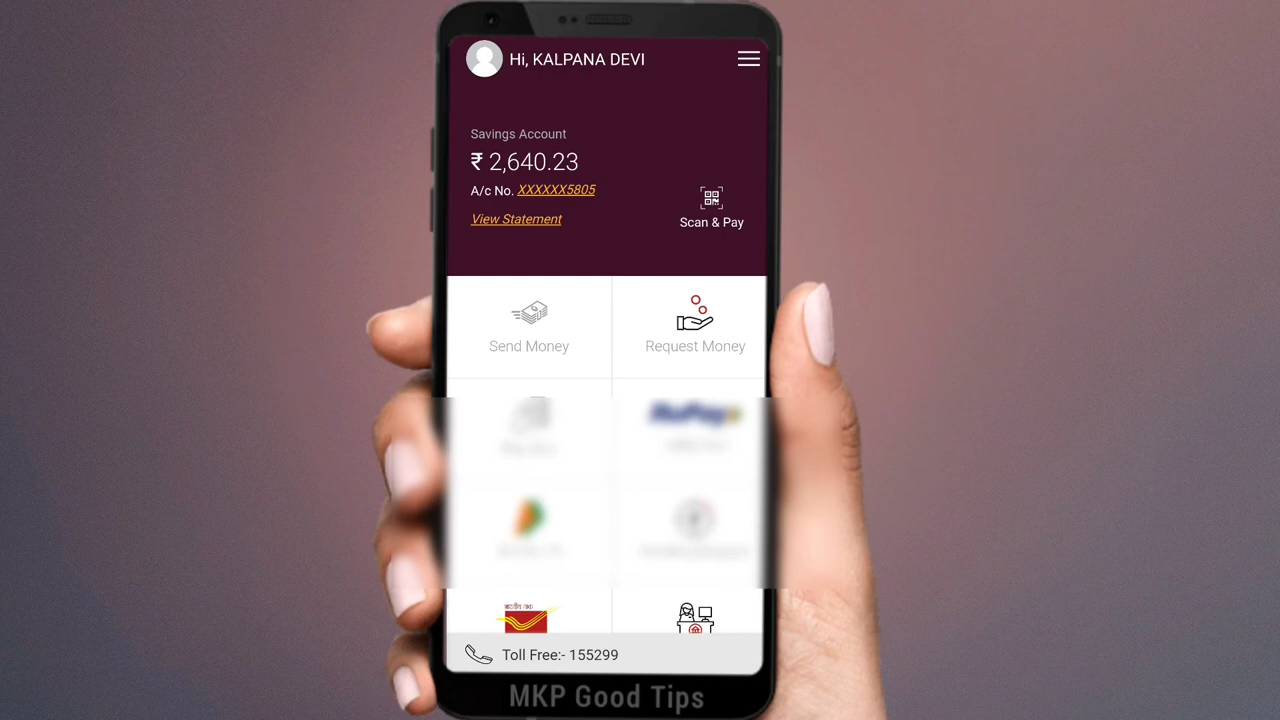 Hi, KALPANA DEVI
Savings Account
₹ 2,640.23
A/c No. XXXXXX5805
View Statement
Scan & Pay
Send Money
Request Money
RuPay
Toll Free:- 155299
MKP Good Tips